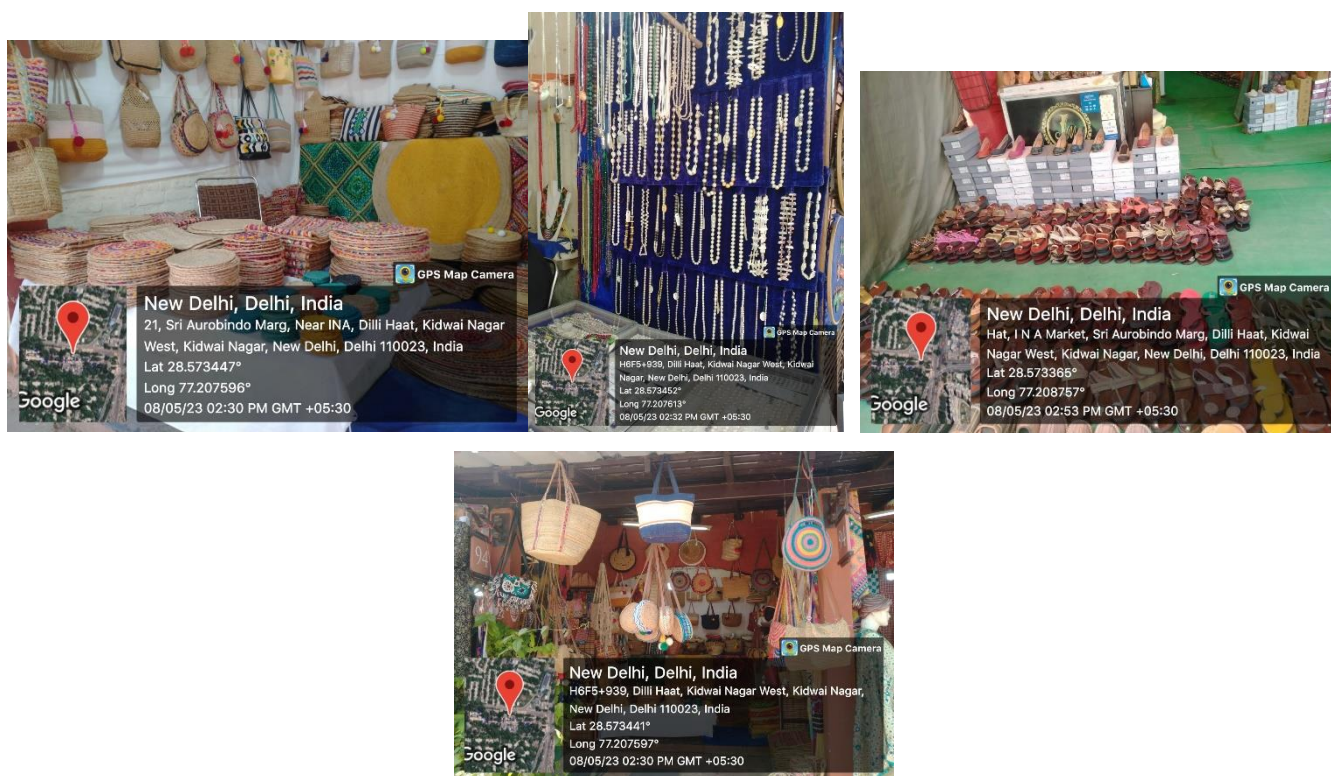 GPS Map Camera
New Delhi, Delhi, India
21, Sri Aurobindo Marg, Near INA, Dilli Haat, Kidwai Nagar
West, Kidwai Nagar, New Delhi, Delhi 110023, India
Lat 28.573447°
Long 77.207596°
08/05/23 02:30 PM GMT +05:30
Google
GPS Map Camera
New Delhi, Delhi, India
H6F5+939, Dilli Haat, Kidwai Nagar West, Kidwai
Nagar, New Delhi, Delhi 110023, India
Lat 28.573452°
Long 77.207613°
08/05/23 02:32 PM GMT +05:30
Google
GPS Map Camera
New Delhi, Delhi, India
Hat, I N A Market, Sri Aurobindo Marg, Dilli Haat, Kidwai
Nagar West, Kidwai Nagar, New Delhi, Delhi 110023, India
Lat 28.573365°
Long 77.208757°
08/05/23 02:53 PM GMT +05:30
Google
94
GPS Map Camera
New Delhi, Delhi, India
H6F5+939, Dilli Haat, Kidwai Nagar West, Kidwai Nagar,
New Delhi, Delhi 110023, India
Lat 28.573441°
Long 77.207597°
08/05/23 02:30 PM GMT +05:30
Google